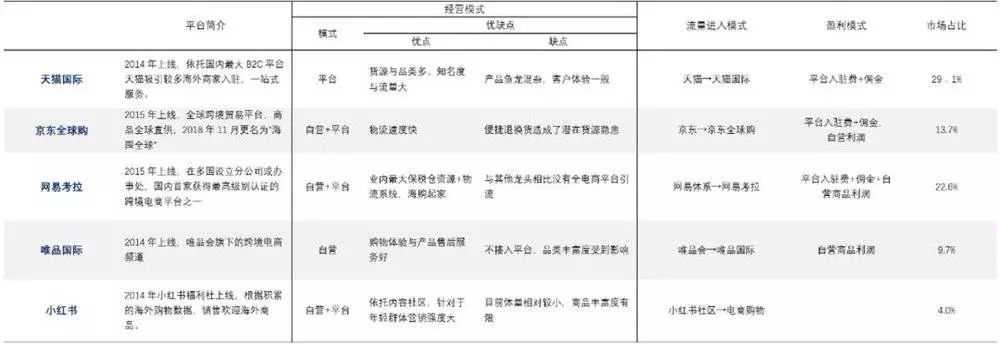 经营模式
平台简介
优缺点
流量进入模式
盈利模式
市场占比
模式
优点
缺点
天猫国际
2014 年上线，依托国内最大 B2C 平台
天猫吸引较多海外商家入驻，一站式
服务。
平台
货源与品类多、知名度
与流量大
产品鱼龙混杂，客户体验一般
天猫→天猫国际
平台入驻费+佣金
29．1%
京东全球购
2015 年上线，全球跨境贸易平台，商
品全球直供，2018 年 11 月更名为“海
囤全球”
自营+平台
物流速度快
便捷退换货造成了潜在货源隐患
京东→京东全球购
平台入驻费+佣金，
自营利润
13.7%
网易考拉
2015 年上线，在多国设立分公司或办
事处，国内首家获得最高级别认证的
跨境电商平台之一
自营+平台
业内最大保税仓资源+物
流系统，海购起家
与其他龙头相比没有全电商平台引
流
网易体系→网易考拉
平台入驻费+佣金+自
营商品利润
22.6%
唯品国际
2014 年上线，唯品会旗下的跨境电商
频道
自营
购物体验与产品售后服
务好
不接入平台，品类丰富度受到影响
唯品会→唯品国际
自营商品利润
9.7%
小红书
2014 年小红书福利社上线，根据积累
的海外购物数据，销售欢迎海外商
品。
自营+平台
依托内容社区，针对于
年轻群体营销强度大
目前体量相对较小，商品丰富度有
限
小红书社区→电商购物
4.0%